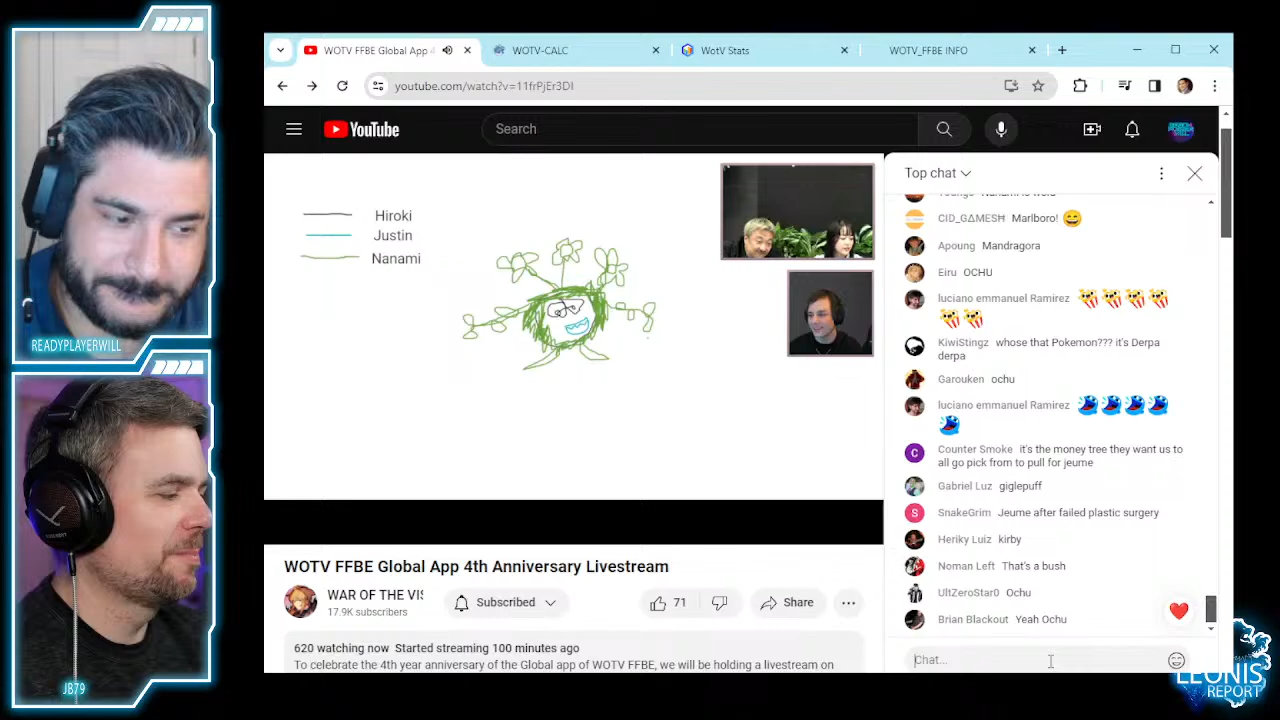 WOTV FFBE Global App 4
WOTV-CALC
WotV Stats
WOTV_FFBE INFO
youtube.com/watch?v=11frPjEr3DI
YouTube
Search
Top chat
Hiroki
Justin
Nanami
CID_GΔMESĦ Marlboro!
Apoung Mandragora
Eiru OCHU
luciano emmanuel Ramirez
KiwiStingz whose that Pokemon??? it's Derpa
derpa
Garouken ochu
luciano emmanuel Ramirez
C
Counter Smoke it's the money tree they want us to
all go pick from to pull for jeume
Gabriel Luz giglepuff
S
SnakeGrim Jeume after failed plastic surgery
Heriky Luiz kirby
Noman Left That's a bush
UltZeroStar0 Ochu
Brian Blackout Yeah Ochu
Chat...
WOTV FFBE Global App 4th Anniversary Livestream
WAR OF THE VIS
17.9K subscribers
Subscribed
71
Share
620 watching now Started streaming 100 minutes ago
To celebrate the 4th year anniversary of the Global app of WOTV FFBE, we will be holding a livestream on
READYPLAYERWILL
JB79
LEONIS
REPORT